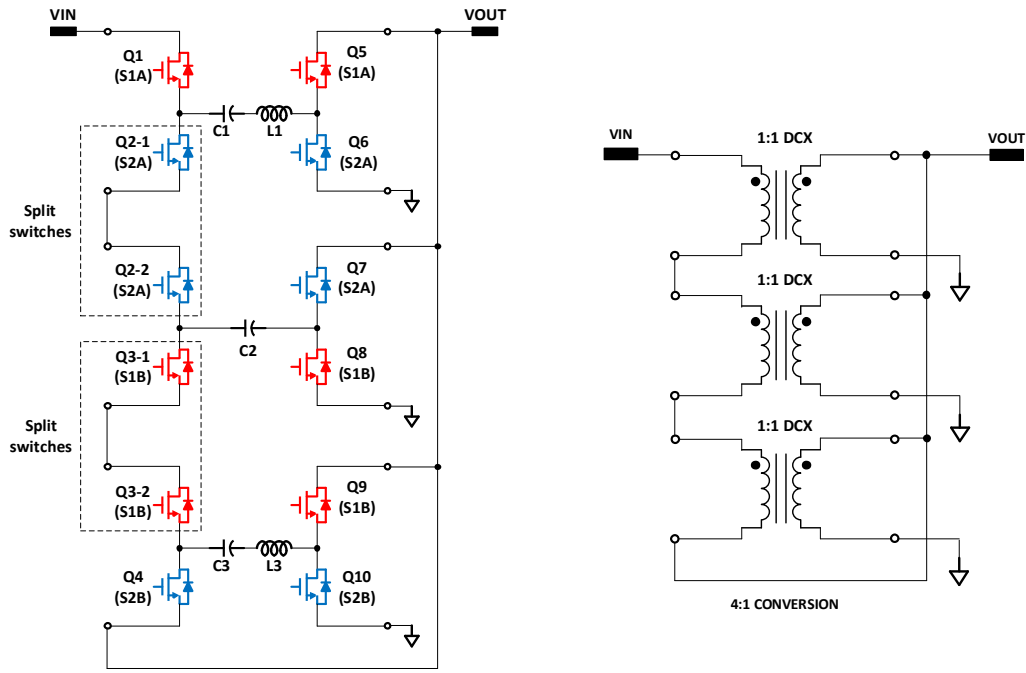 VIN
VOUT
Q1
(S1A)
Q5
(S1A)
C1
L1
Q2-1
(S2A)
Q6
(S2A)
Split
switches
Q2-2
(S2A)
Q7
(S2A)
C2
Q3-1
(S1B)
Q8
(S1B)
Split
switches
Q3-2
(S1B)
Q9
(S1B)
C3
L3
Q4
(S2B)
Q10
(S2B)
VIN
1:1 DCX
VOUT
1:1 DCX
1:1 DCX
4:1 CONVERSION